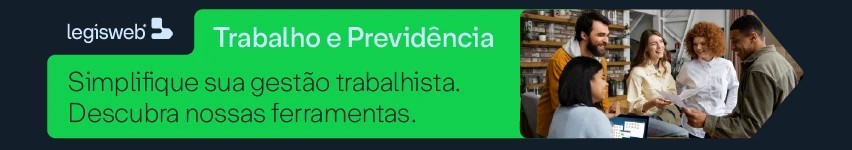 legisweb
Trabalho e Previdência
Simplifique sua gestão trabalhista.
Descubra nossas ferramentas.